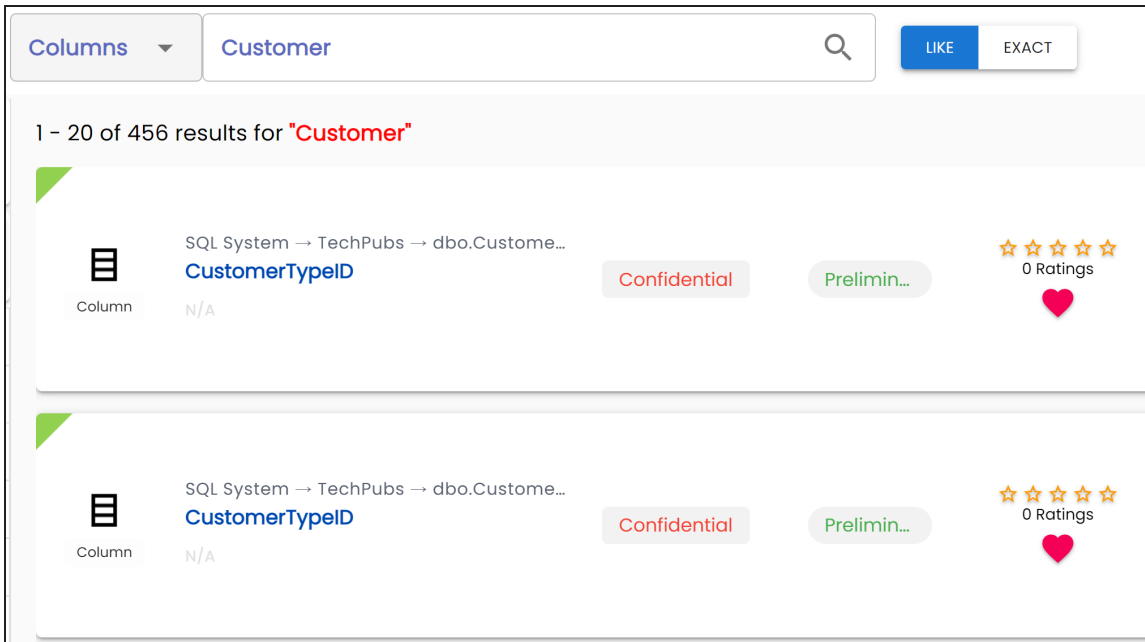 Columns Customer LIKE EXACT
1 - 20 of 456 results for "Customer"
SQL System → TechPubs → dbo.Custome...
CustomerTypeID
N/A
Column
Confidential
Prelimin...
0 Ratings
SQL System → TechPubs → dbo.Custome...
CustomerTypeID
N/A
Column
Confidential
Prelimin...
0 Ratings